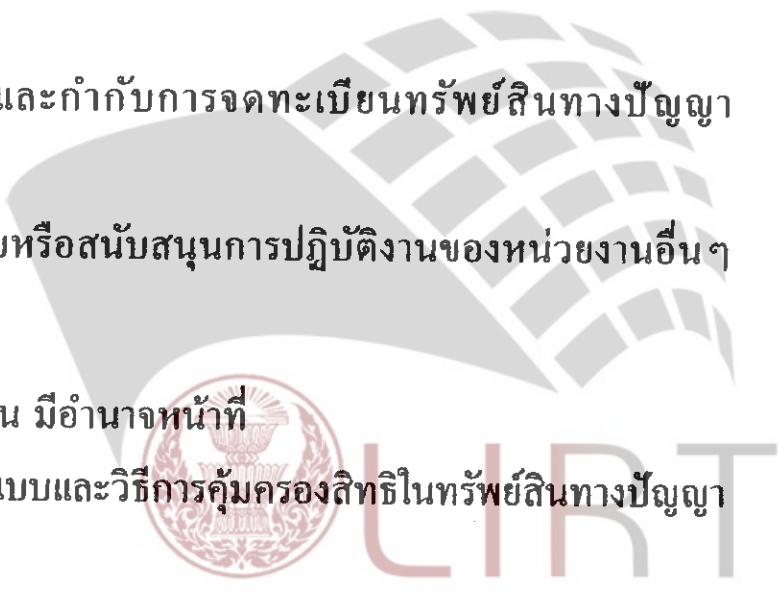 และกำกับการจดทะเบียนทรัพย์สินทางปัญญา
หรือสนับสนุนการปฏิบัติงานของหน่วยงานอื่นๆ
น มีอำนาจหน้าที่
แบบและวิธีการคุ้มครองสิทธิในทรัพย์สินทางปัญญา
LIRT